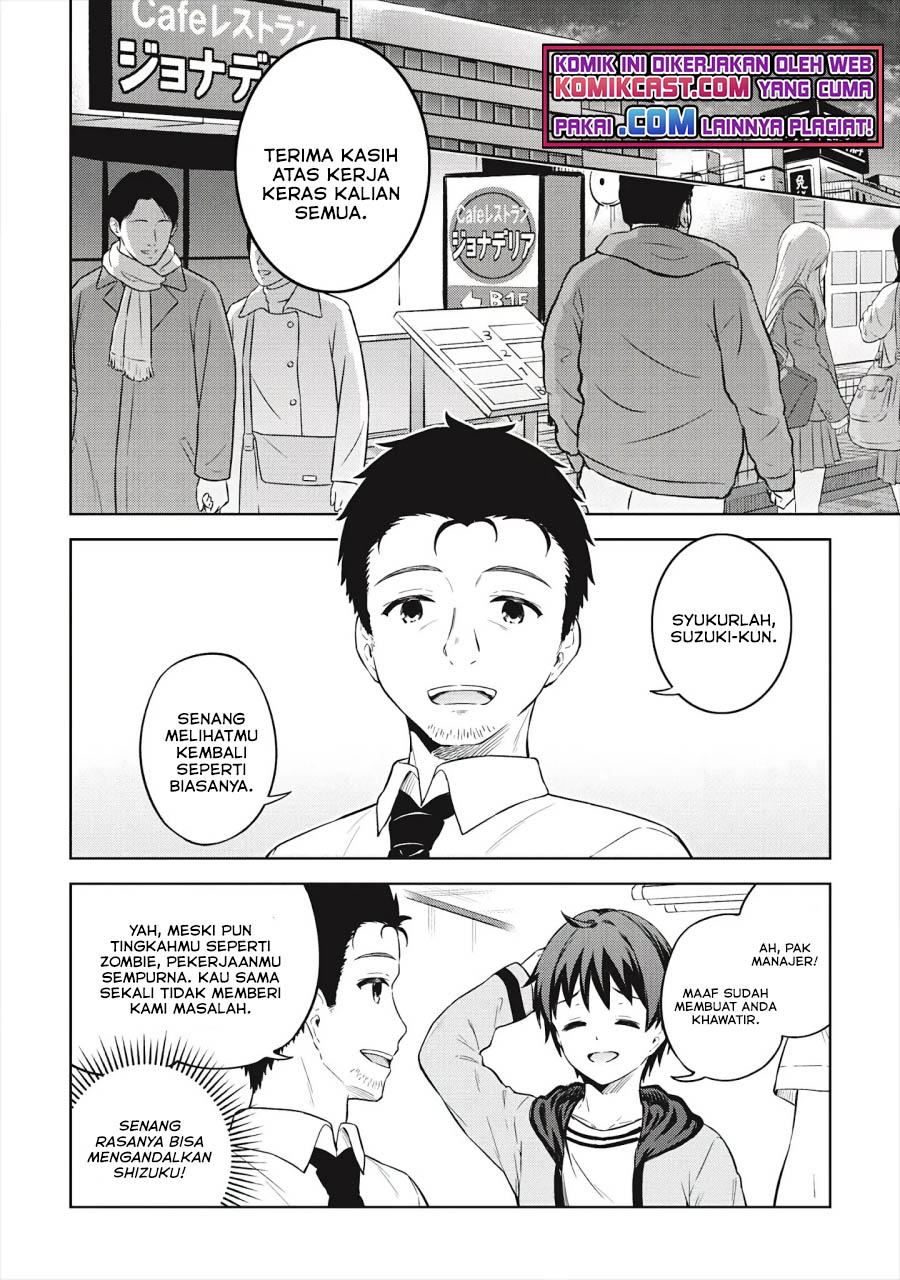 Cafeレストラン
ジョナデリア
KOMIK INI DIKERJAKAN OLEH WEB
KOMIKCAST.COM YANG CUMA
PAKAI .COM LAINNYA PLAGIAT!
TERIMA KASIH
ATAS KERJA
KERAS KALIAN
SEMUA.
Cafeレストラン
ジョナデリア
←B1F
3
2
1
B
SYUKURLAH,
SUZUKI-KUN.
SENANG
MELIHATMU
KEMBALI
SEPERTI
BIASANYA.
AH, PAK
MANAJER!
MAAF SUDAH
MEMBUAT ANDA
KHAWATIR.
YAH, MESKI PUN
TINGKAHMU SEPERTI
ZOMBIE, PEKERJAANMU
SEMPURNA. KAU SAMA
SEKALI TIDAK MEMBERI
KAMI MASALAH.
SENANG
RASANYA BISA
MENGANDALKAN
SHIZUKU!